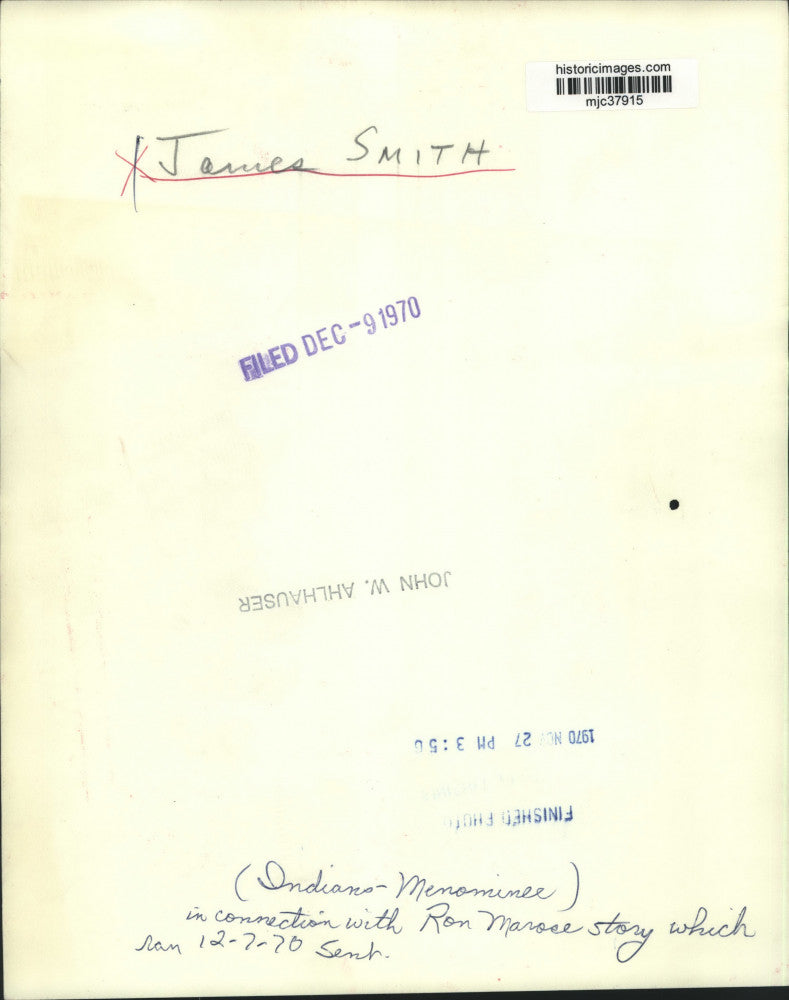 historicimages.com
mjc37915
X James SMITH
FILED DEC -9 1970
JOHN W. AHLHAUSER
1970 NOV 27 PM 3:56
FINISHED PHOTO
(Indians - Menominee)
in connection with Ron Marose story which
ran 12-7-70 Sent.